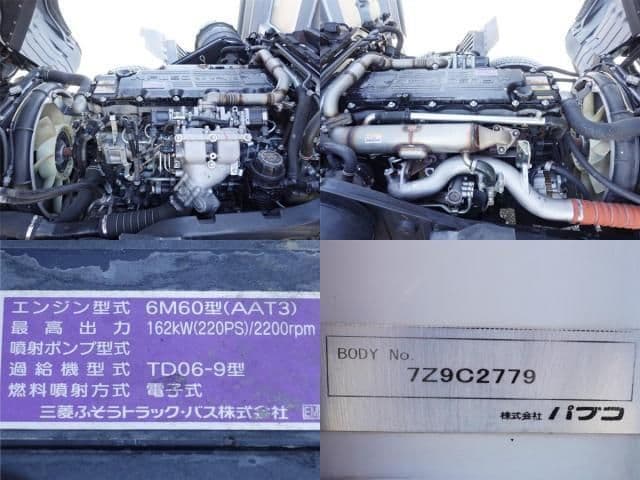 エンジン型式 6M60型(AAT3)
最高出力 162kW(220PS)/2200rpm
噴射ポンプ型式
過給機型式 TD06-9型
燃料噴射方式 電子式
三菱ふそうトラック・バス株式会社
BODY No.
7Z9C2779
株式会社 パブコ